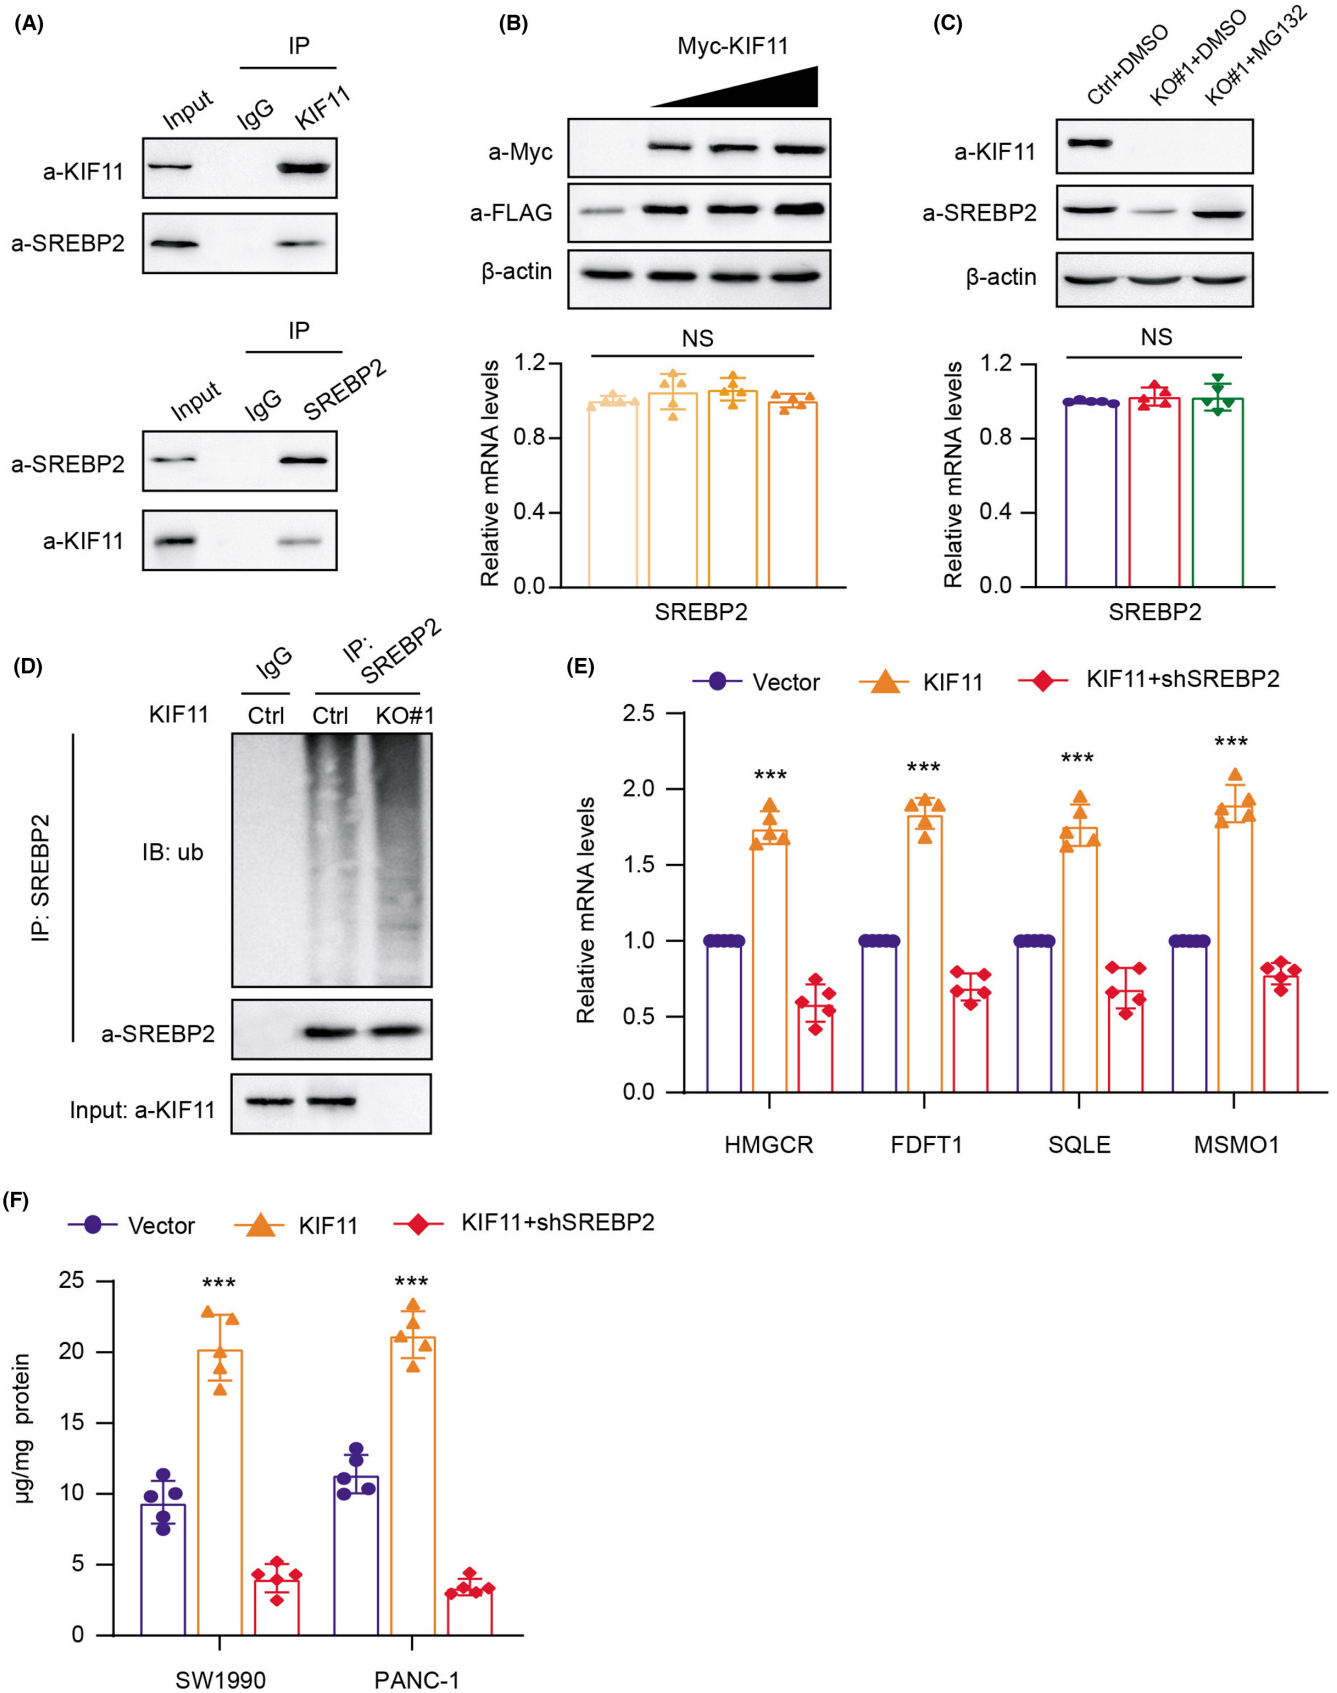 (A)
IP
Input
IgG
KIF11
a-KIF11
a-SREBP2
IP
Input
IgG
SREBP2
a-SREBP2
a-KIF11
(B)
Myc-KIF11
a-Myc
a-FLAG
β-actin
NS
Relative mRNA levels
1.2
0.8
0.4
0.0
SREBP2
(C)
Ctrl+DMSO
KO#1+DMSO
KO#1+MG132
a-KIF11
a-SREBP2
β-actin
NS
Relative mRNA levels
1.2
0.8
0.4
0.0
SREBP2
(D)
IgG
IP:
SREBP2
KIF11
Ctrl
Ctrl
KO#1
IP: SREBP2
IB: ub
a-SREBP2
Input: a-KIF11
(E)
Vector
KIF11
KIF11+shSREBP2
Relative mRNA levels
2.5
2.0
1.5
1.0
0.5
0.0
***
***
***
***
HMGCR
FDFT1
SQLE
MSMO1
(F)
Vector
KIF11
KIF11+shSREBP2
μg/mg protein
25
20
15
10
5
0
***
***
SW1990
PANC-1